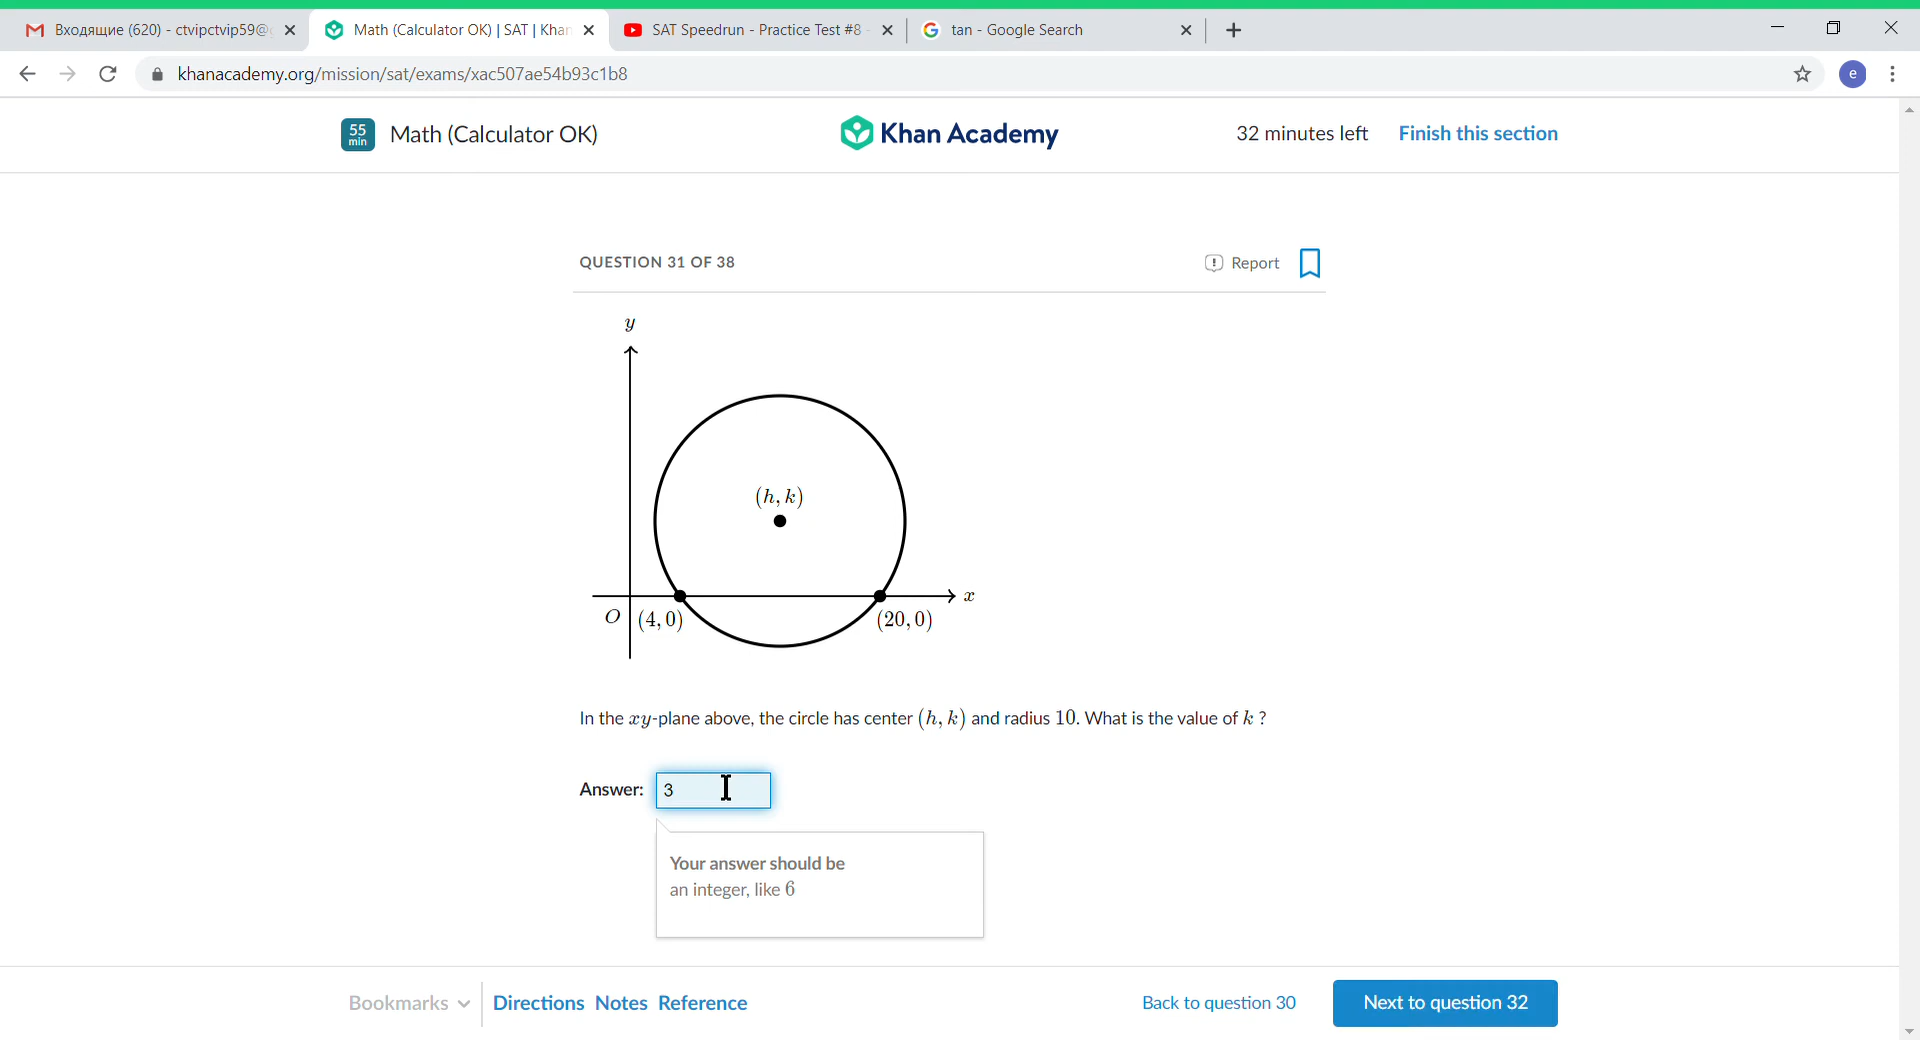 Входящие (620) - ctvipctvip59@g
Math (Calculator OK) | SAT | Khan
SAT Speedrun - Practice Test #8 -
tan - Google Search
khanacademy.org/mission/sat/exams/xac507ae54b93c1b8
e
55 min
Math (Calculator OK)
Khan Academy
32 minutes left
Finish this section
QUESTION 31 OF 38
Report
y
(h, k)
x
O
(4, 0)
(20, 0)
In the xy-plane above, the circle has center (h, k) and radius 10. What is the value of k ?
Answer: 3
Your answer should be
an integer, like 6
Bookmarks
Directions
Notes
Reference
Back to question 30
Next to question 32